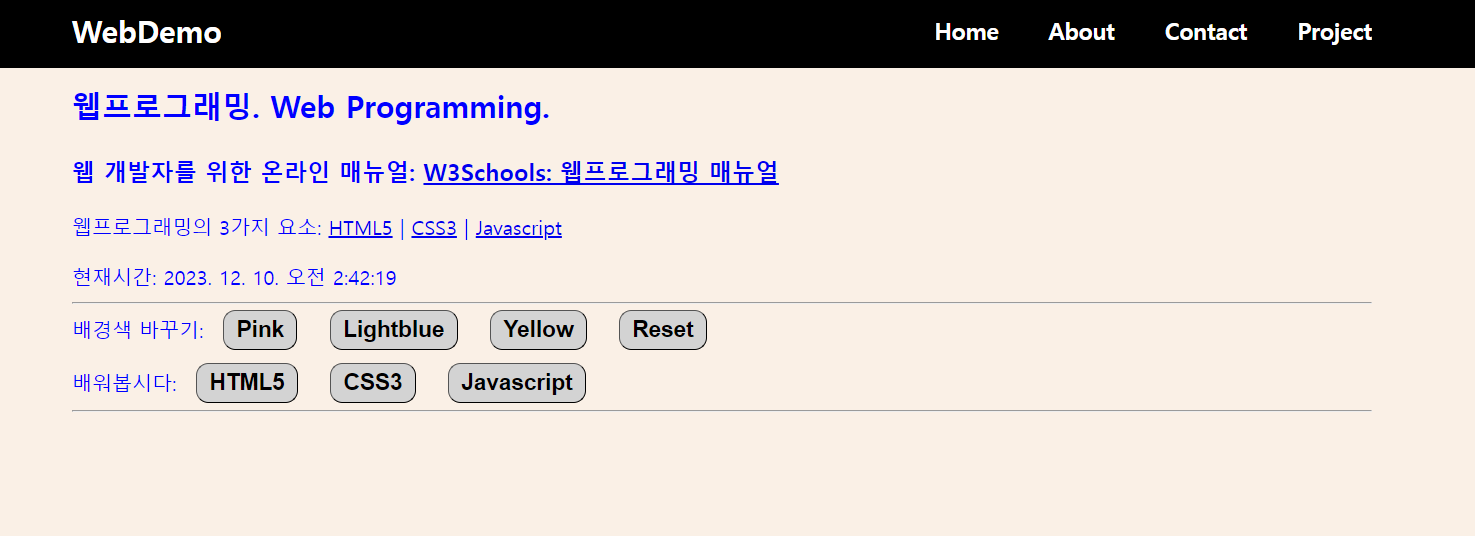 WebDemo Home About Contact Project
웹프로그래밍. Web Programming.
웹 개발자를 위한 온라인 매뉴얼: W3Schools: 웹프로그래밍 매뉴얼
웹프로그래밍의 3가지 요소: HTML5 | CSS3 | Javascript
현재시간: 2023. 12. 10. 오전 2:42:19
배경색 바꾸기: Pink Lightblue Yellow Reset
배워봅시다: HTML5 CSS3 Javascript